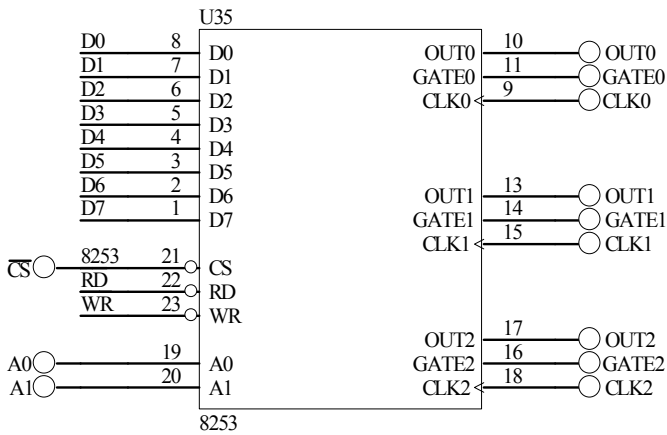 U35
D0 8 D0 OUT0 10 OUT0
D1 7 D1 GATE0 11 GATE0
D2 6 D2 CLK0 9 CLK0
D3 5 D3
D4 4 D4
D5 3 D5
D6 2 D6 OUT1 13 OUT1
D7 1 D7 GATE1 14 GATE1
CLK1 15 CLK1
CS 8253 21 CS
RD 22 RD
WR 23 WR
OUT2 17 OUT2
A0 19 A0 GATE2 16 GATE2
A1 20 A1 CLK2 18 CLK2
8253